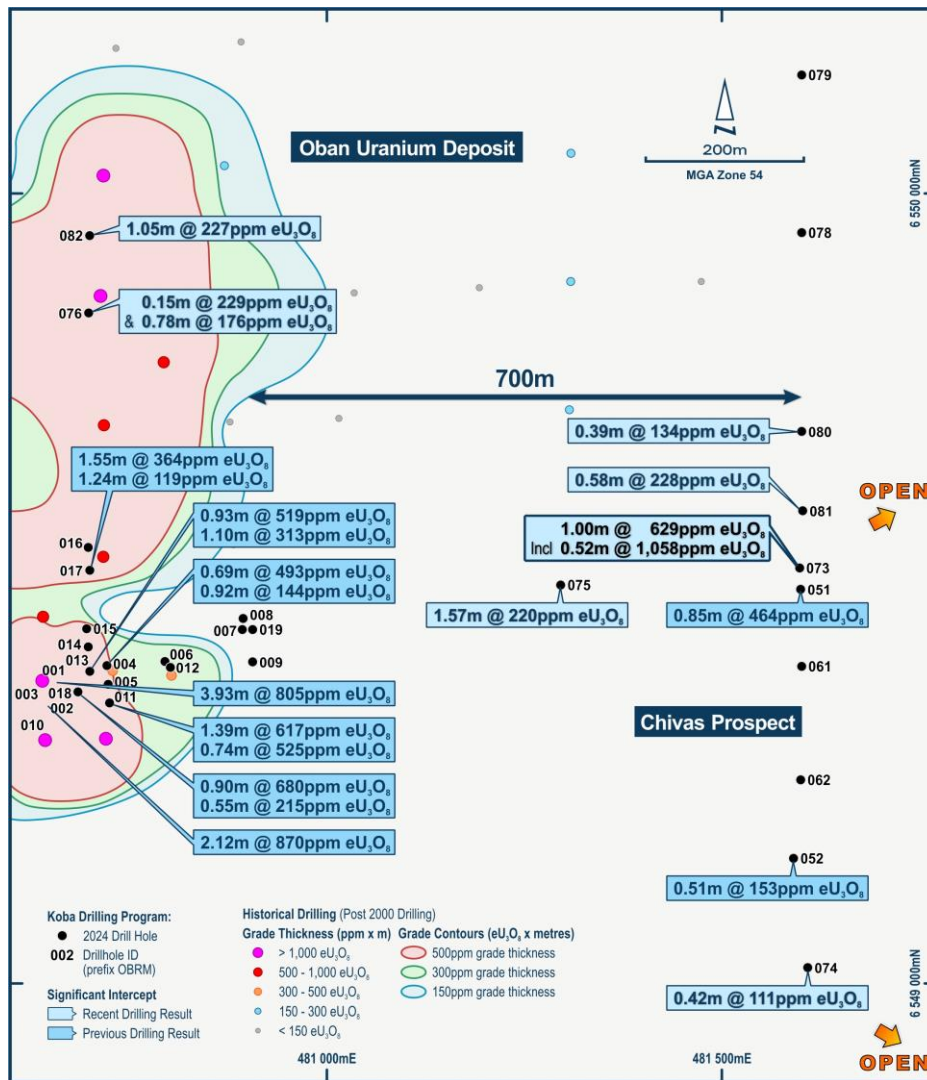 079
Oban Uranium Deposit
N
200m
MGA Zone 54
6 550 000mN
082
1.05m @ 227ppm eU₃O₈
078
076
0.15m @ 229ppm eU₃O₈
& 0.78m @ 176ppm eU₃O₈
700m
0.39m @ 134ppm eU₃O₈
080
1.55m @ 364ppm eU₃O₈
1.24m @ 119ppm eU₃O₈
0.58m @ 228ppm eU₃O₈
081
OPEN
0.93m @ 519ppm eU₃O₈
1.10m @ 313ppm eU₃O₈
1.00m @ 629ppm eU₃O₈
Incl 0.52m @ 1,058ppm eU₃O₈
016
017
073
0.69m @ 493ppm eU₃O₈
0.92m @ 144ppm eU₃O₈
075
051
1.57m @ 220ppm eU₃O₈
0.85m @ 464ppm eU₃O₈
008
007
019
015
014
013
004
006
012
009
061
001
005
003
018
002
011
010
3.93m @ 805ppm eU₃O₈
Chivas Prospect
1.39m @ 617ppm eU₃O₈
0.74m @ 525ppm eU₃O₈
062
0.90m @ 680ppm eU₃O₈
0.55m @ 215ppm eU₃O₈
2.12m @ 870ppm eU₃O₈
052
0.51m @ 153ppm eU₃O₈
Koba Drilling Program:
2024 Drill Hole
002 Drillhole ID
(prefix OBRM)
Significant Intercept
Recent Drilling Result
Previous Drilling Result
Historical Drilling (Post 2000 Drilling)
Grade Thickness (ppm x m)
> 1,000 eU₃O₈
500 - 1,000 eU₃O₈
300 - 500 eU₃O₈
150 - 300 eU₃O₈
< 150 eU₃O₈
Grade Contours (eU₃O₈ x metres)
500ppm grade thickness
300ppm grade thickness
150ppm grade thickness
074
0.42m @ 111ppm eU₃O₈
6 549 000mN
481 000mE
481 500mE
OPEN